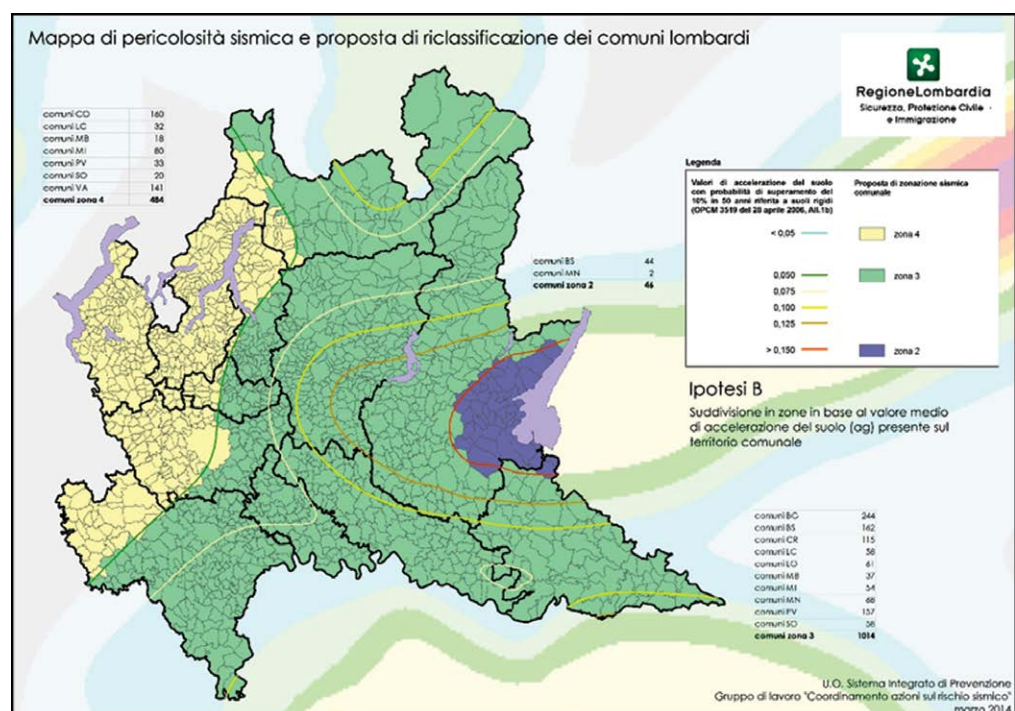 Mappa di pericolosità sismica e proposta di riclassificazione dei comuni lombardi
RegioneLombardia
Sicurezza, Protezione Civile
e Immigrazione
comuni CO 160
comuni LC 32
comuni MB 18
comuni MI 80
comuni PV 33
comuni SO 20
comuni VA 141
comuni zona 4 484
comuni BS 44
comuni MN 2
comuni zona 2 46
Legenda
Valori di accelerazione del suolo
con probabilità di superamento del
10% in 50 anni riferita a suoli rigidi
(OPCM 3519 del 28 aprile 2006, All.1b)
Proposta di zonazione sismica
comunale
< 0,05
zona 4
0,050
zona 3
0,075
0,100
0,125
> 0,150
zona 2
Ipotesi B
Suddivisione in zone in base al valore medio
di accelerazione del suolo (ag) presente sul
territorio comunale
comuni BG 244
comuni BS 162
comuni CR 115
comuni LC 58
comuni LO 61
comuni MB 37
comuni MI 54
comuni MN 68
comuni PV 157
comuni SO 58
comuni zona 3 1014
U.O. Sistema Integrato di Prevenzione
Gruppo di lavoro "Coordinamento azioni sul rischio sismico"
marzo 2014